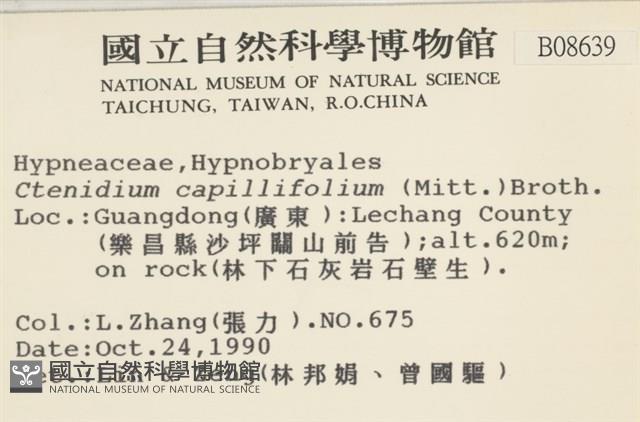 國立自然科學博物館
B08639
NATIONAL MUSEUM OF NATURAL SCIENCE
TAICHUNG, TAIWAN, R.O.CHINA
Hypneaceae,Hypnobryales
Ctenidium capillifolium (Mitt.)Broth.
Loc.:Guangdong(廣東):Lechang County
(樂昌縣沙坪關山前告);alt.620m;
on rock(林下石灰岩石壁生).
Col.:L.Zhang(張力).NO.675
Date:Oct.24,1990
(林邦娟、曾國驅)
國立自然科學博物館
NATIONAL MUSEUM OF NATURAL SCIENCE